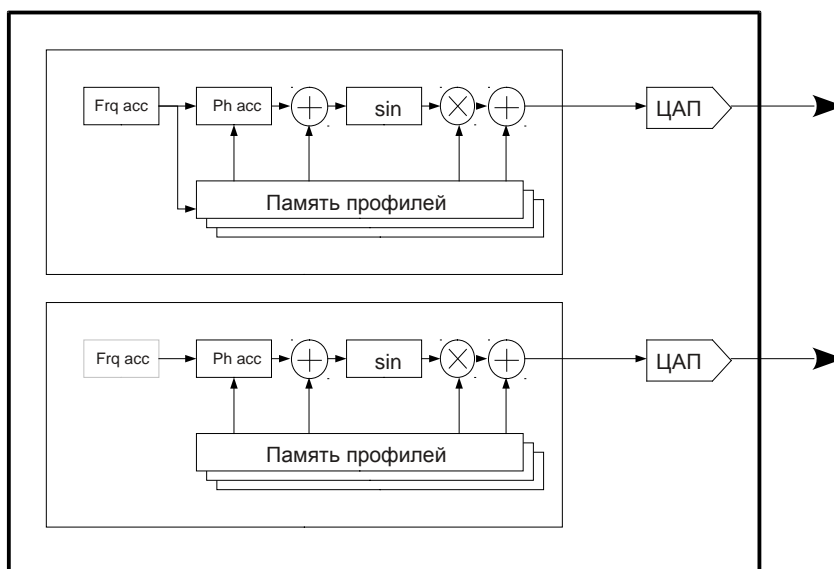 Frq acc
Ph acc
sin
ЦАП
Память профилей
Frq acc
Ph acc
sin
ЦАП
Память профилей